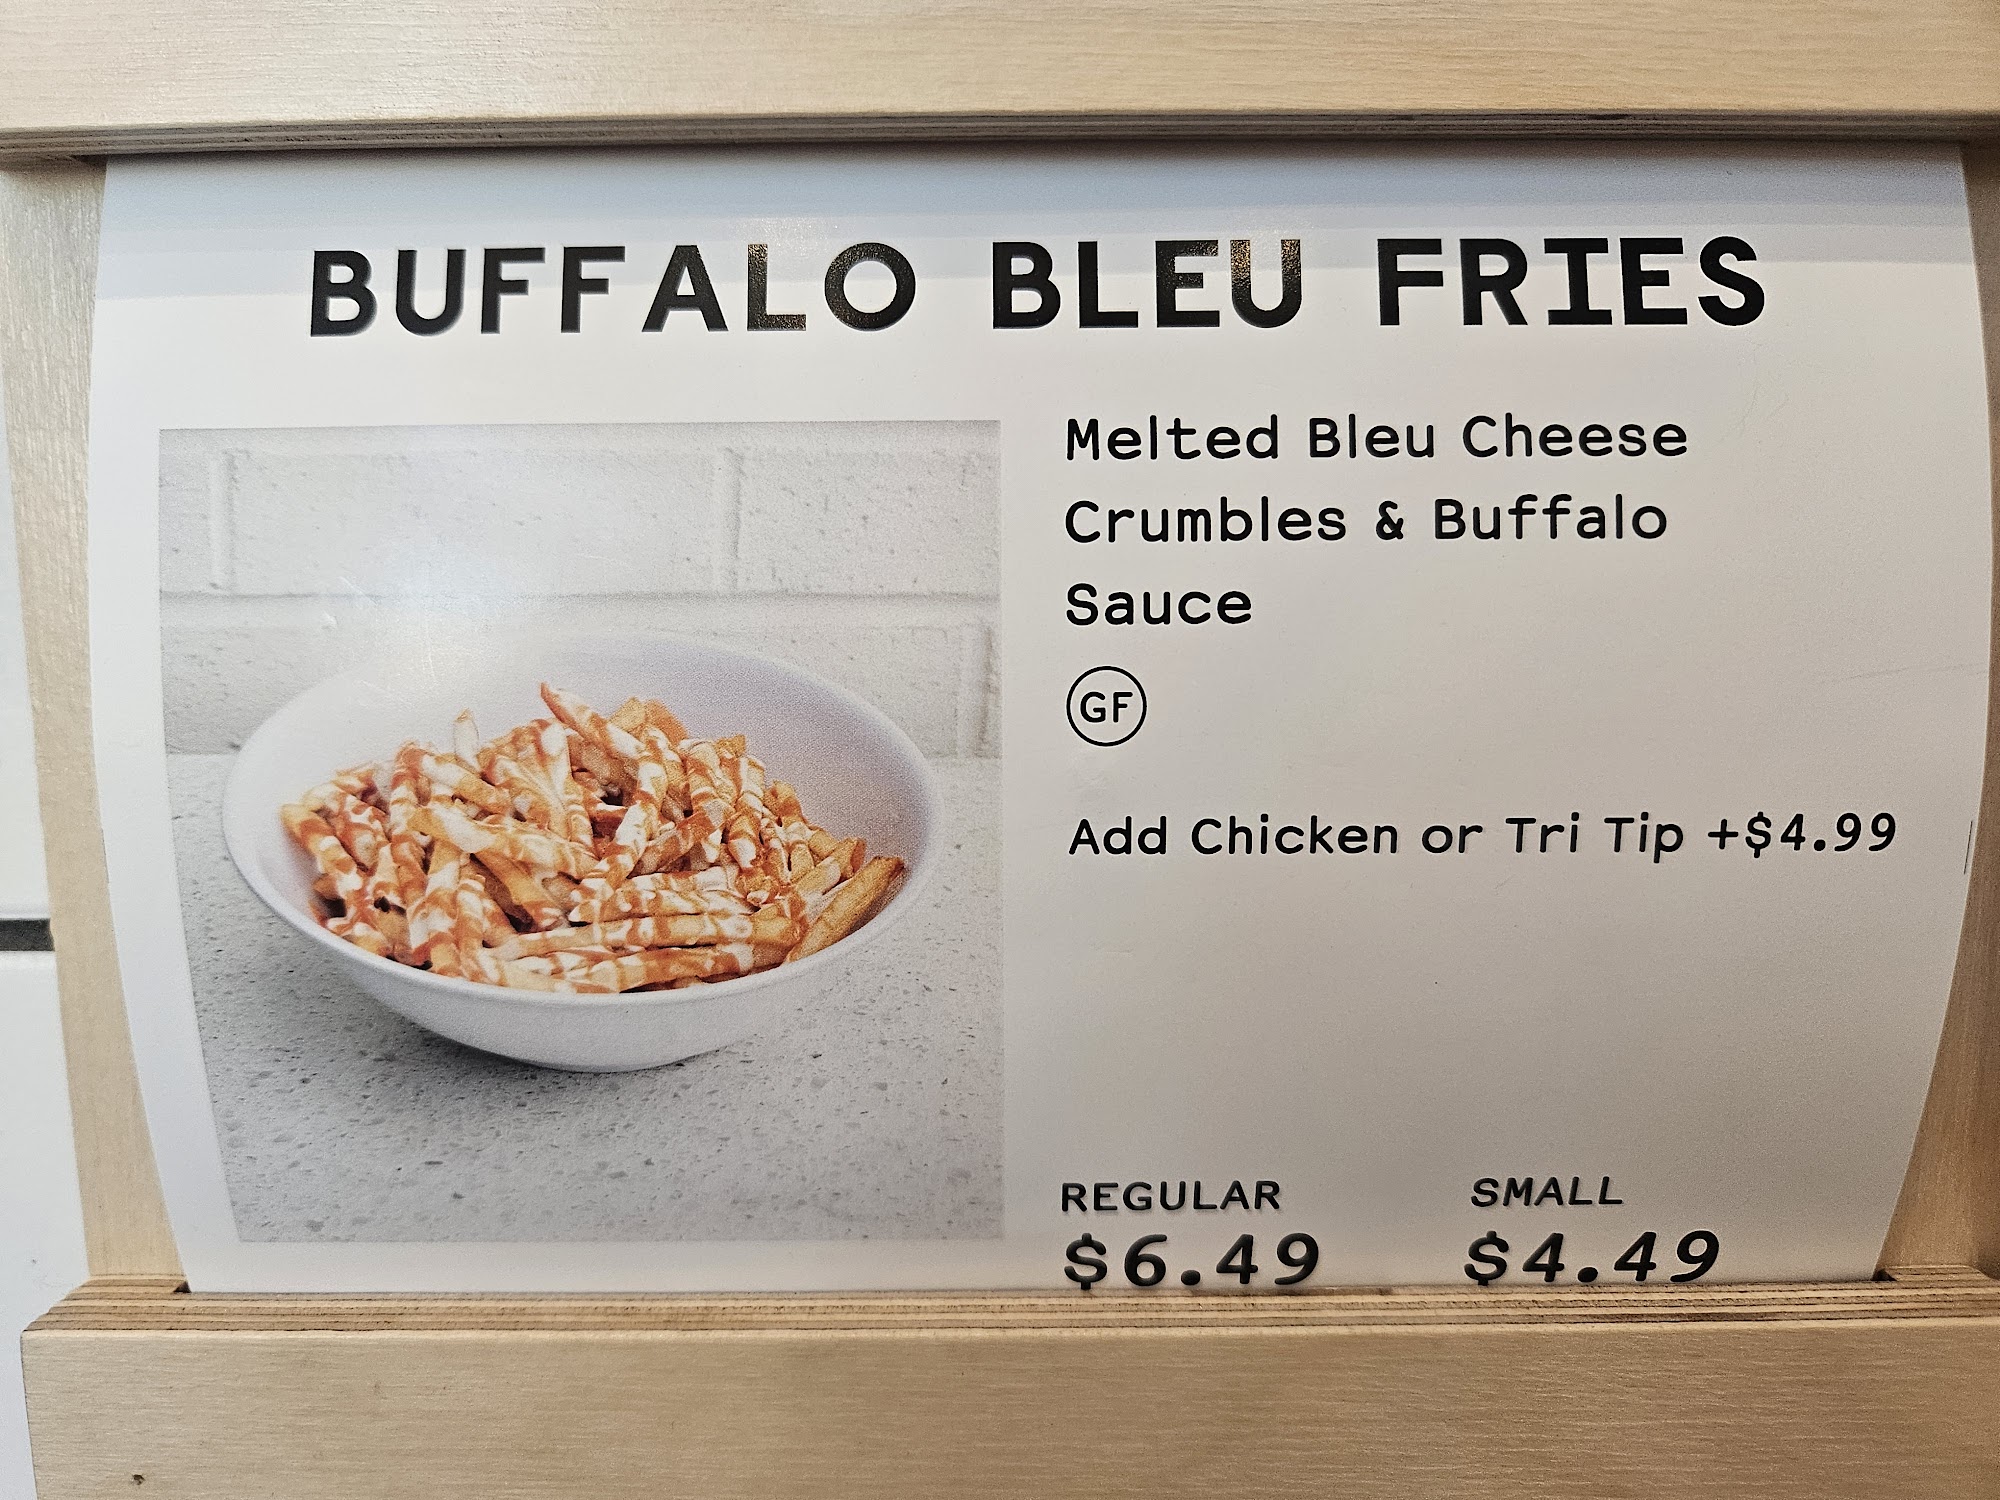 BUFFALO BLEU FRIES
Melted Bleu Cheese
Crumbles & Buffalo
Sauce
GF
Add Chicken or Tri Tip +$4.99
REGULAR SMALL
$6.49 $4.49